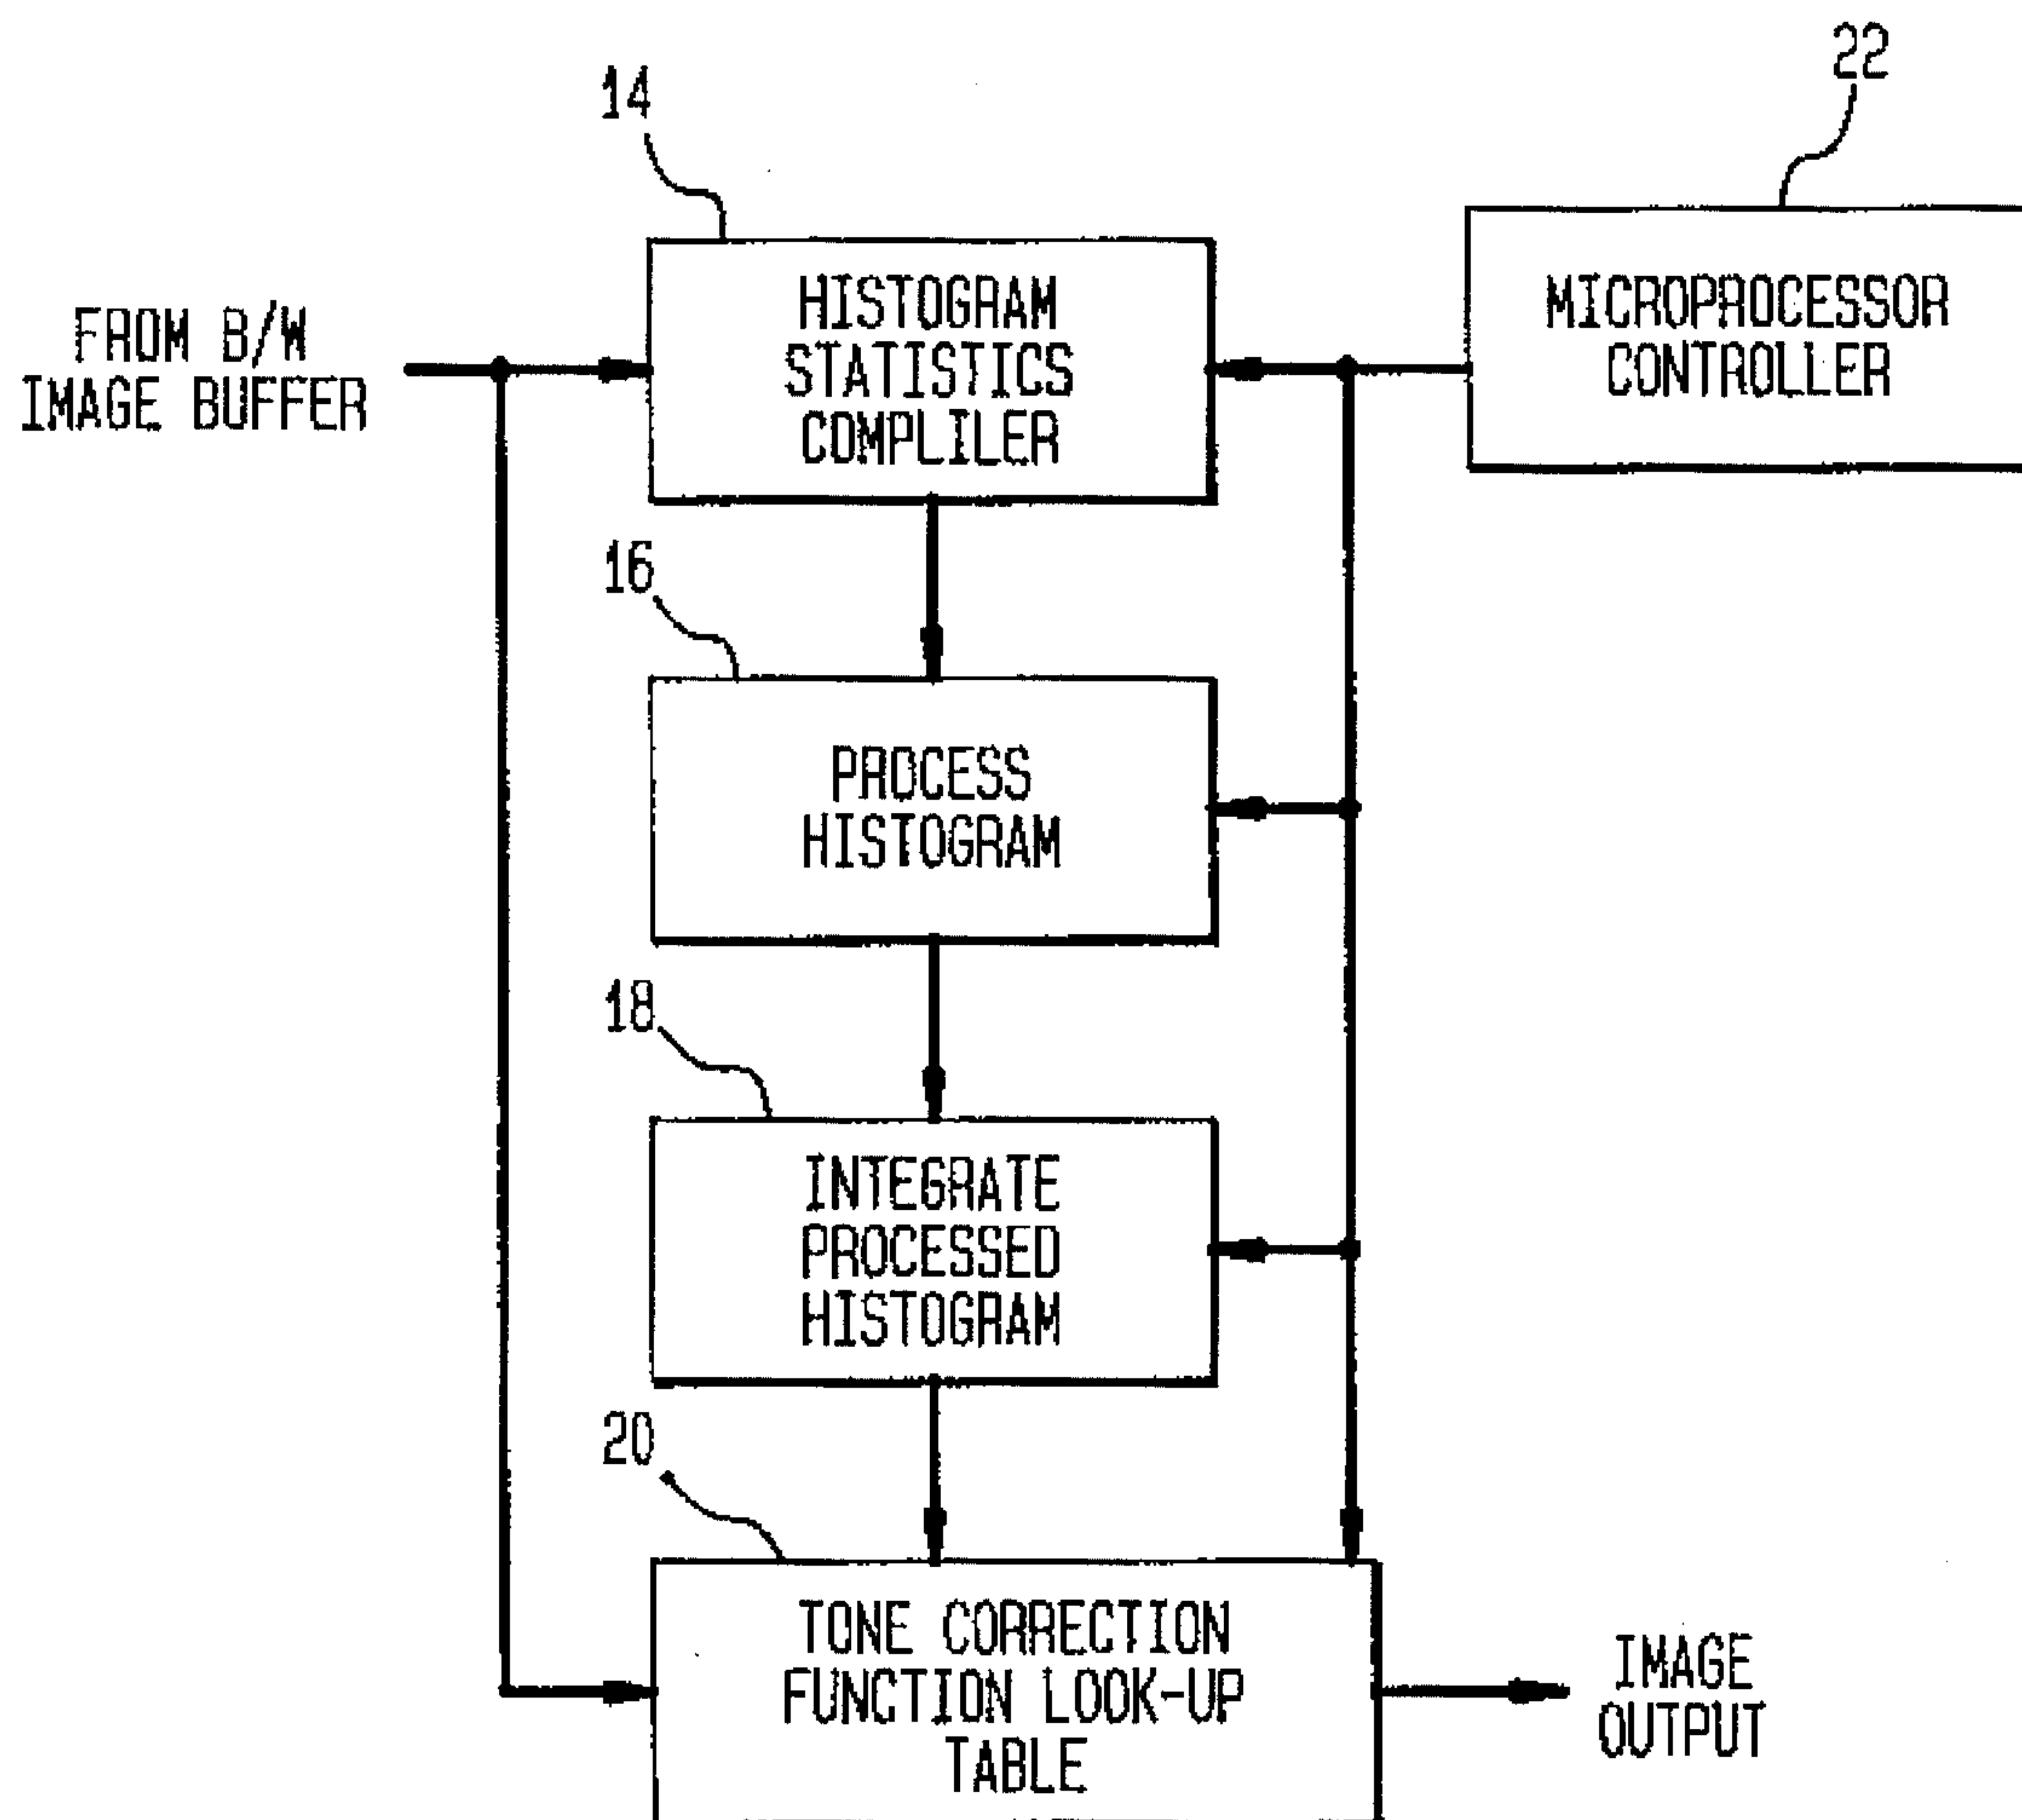 22
14
HISTOGRAM
STATISTICS
COMPLILER
MICROPROCESSOR
CONTROLLER
FROM B/W
IMAGE BUFFER
16
PROCESS
HISTOGRAM
18
INTEGRATE
PROCESSED
HISTOGRAM
20
TONE CORRECTION
FUNCTION LOOK-UP
TABLE
IMAGE
OUTPUT